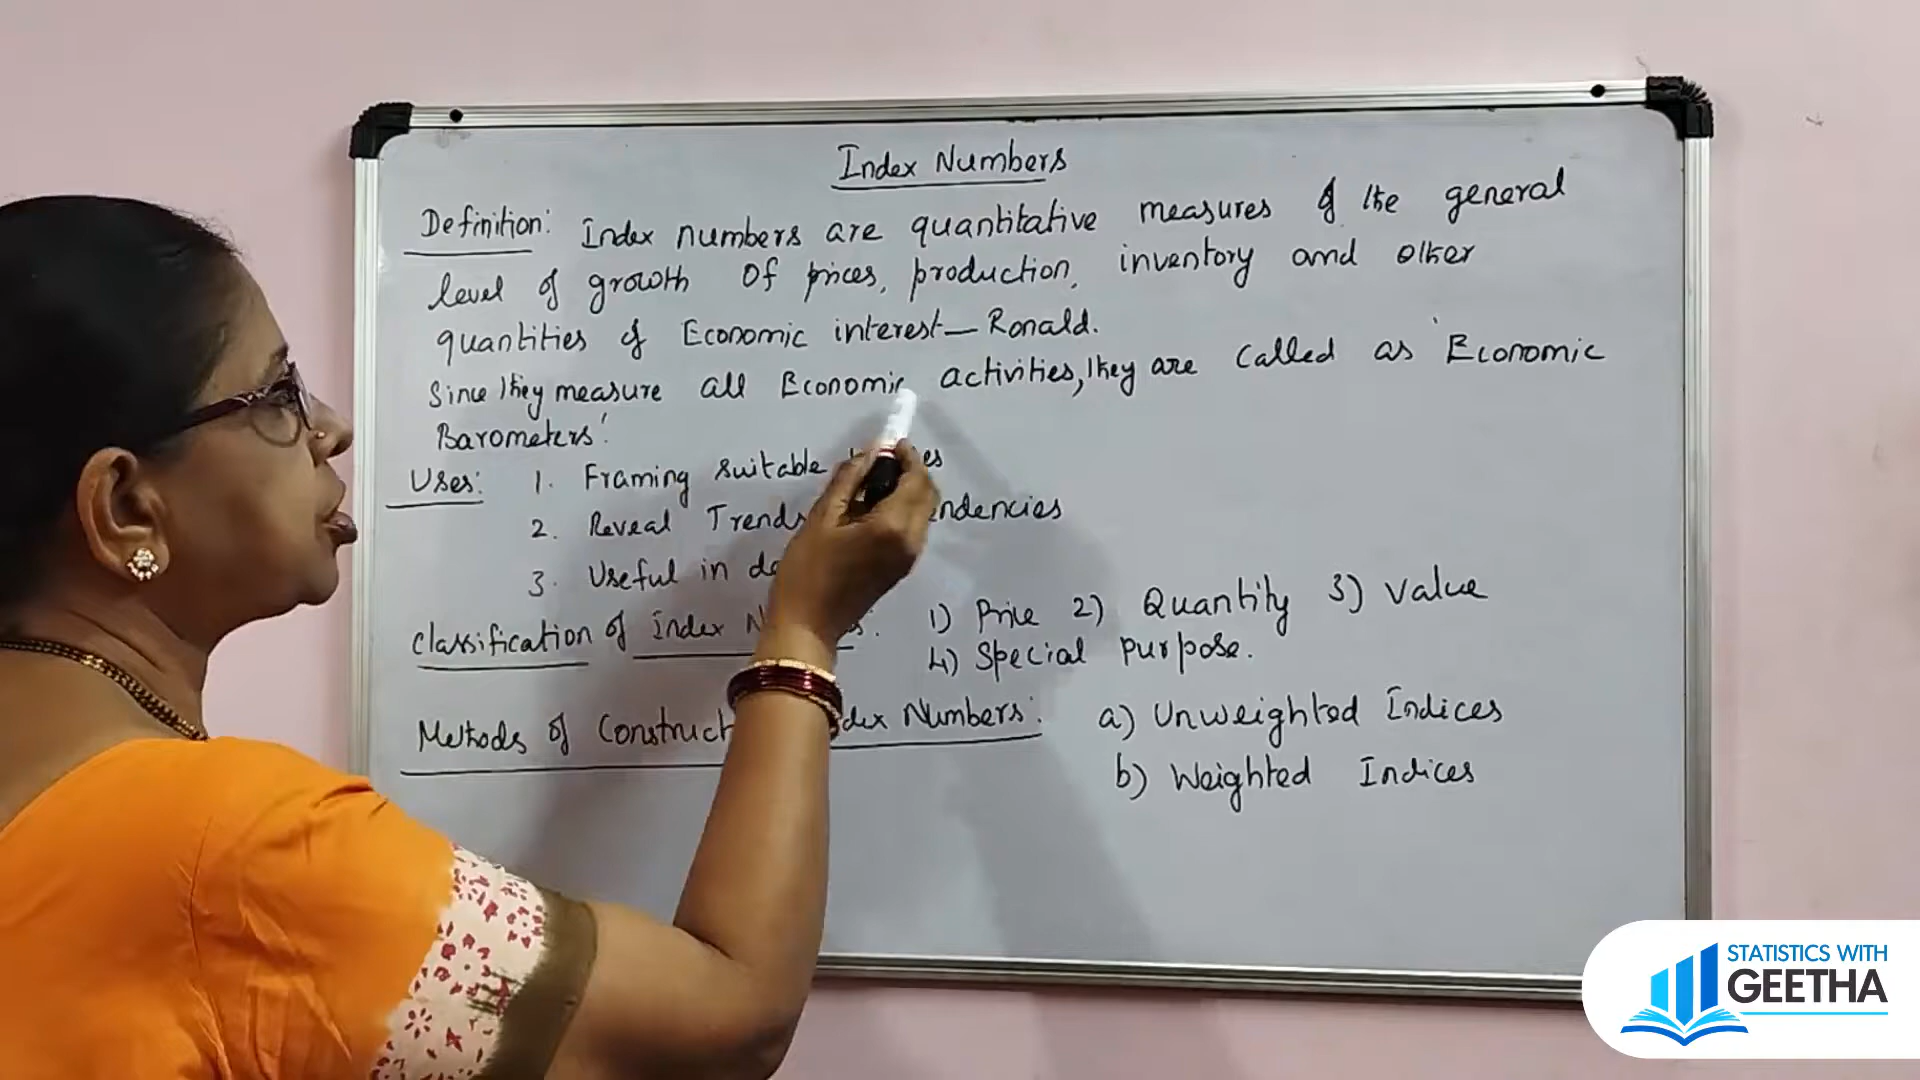 Index Numbers
Definition: Index numbers are quantitative measures of the general
level of growth of prices, production, inventory and other
quantities of Economic interest— Ronald.
Since they measure all Economic activities, they are called as 'Economic
Barometers'.
Uses: 1. Framing suitable
2. Reveal Trends
3. Useful in
Classification of Index 1) Price 2) Quantity 3) Value
4) Special Purpose.
Methods of Numbers: a) Unweighted Indices
b) Weighted Indices
STATISTICS WITH
GEETHA